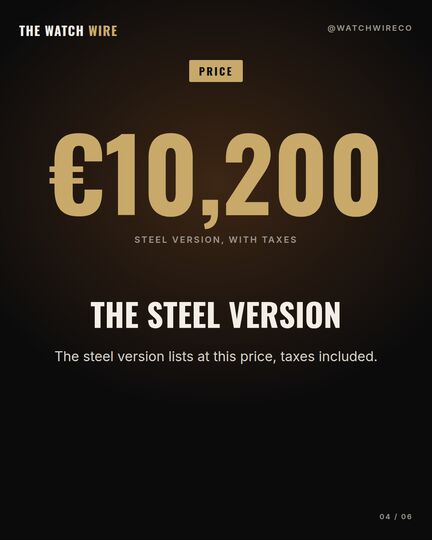 THE WATCH WIRE
@WATCHWIRECO
PRICE
€10,200
STEEL VERSION, WITH TAXES
THE STEEL VERSION
The steel version lists at this price, taxes included.
04 / 06